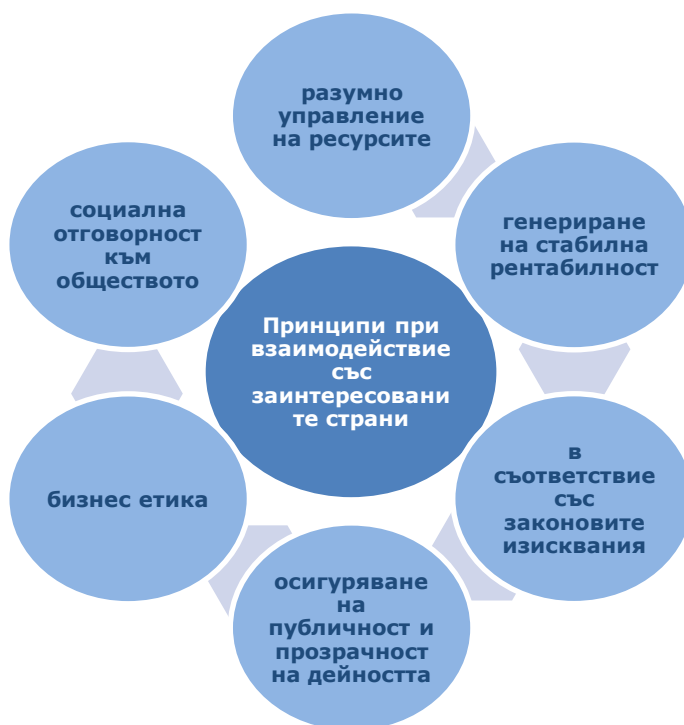 разумно
управление
на ресурсите
генериране
на стабилна
рентабилност
в
съответствие
със
законовите
изисквания
осигуряване
на
публичност и
прозрачност
на дейността
бизнес етика
социална
отговорност
към
обществото
Принципи при
взаимодействие
със
заинтересовани
те страни